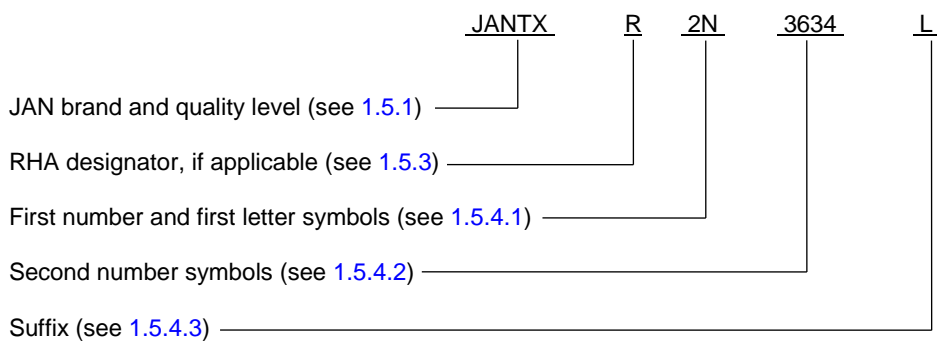 JANTX R 2N 3634 L
JAN brand and quality level (see 1.5.1)
RHA designator, if applicable (see 1.5.3)
First number and first letter symbols (see 1.5.4.1)
Second number symbols (see 1.5.4.2)
Suffix (see 1.5.4.3)